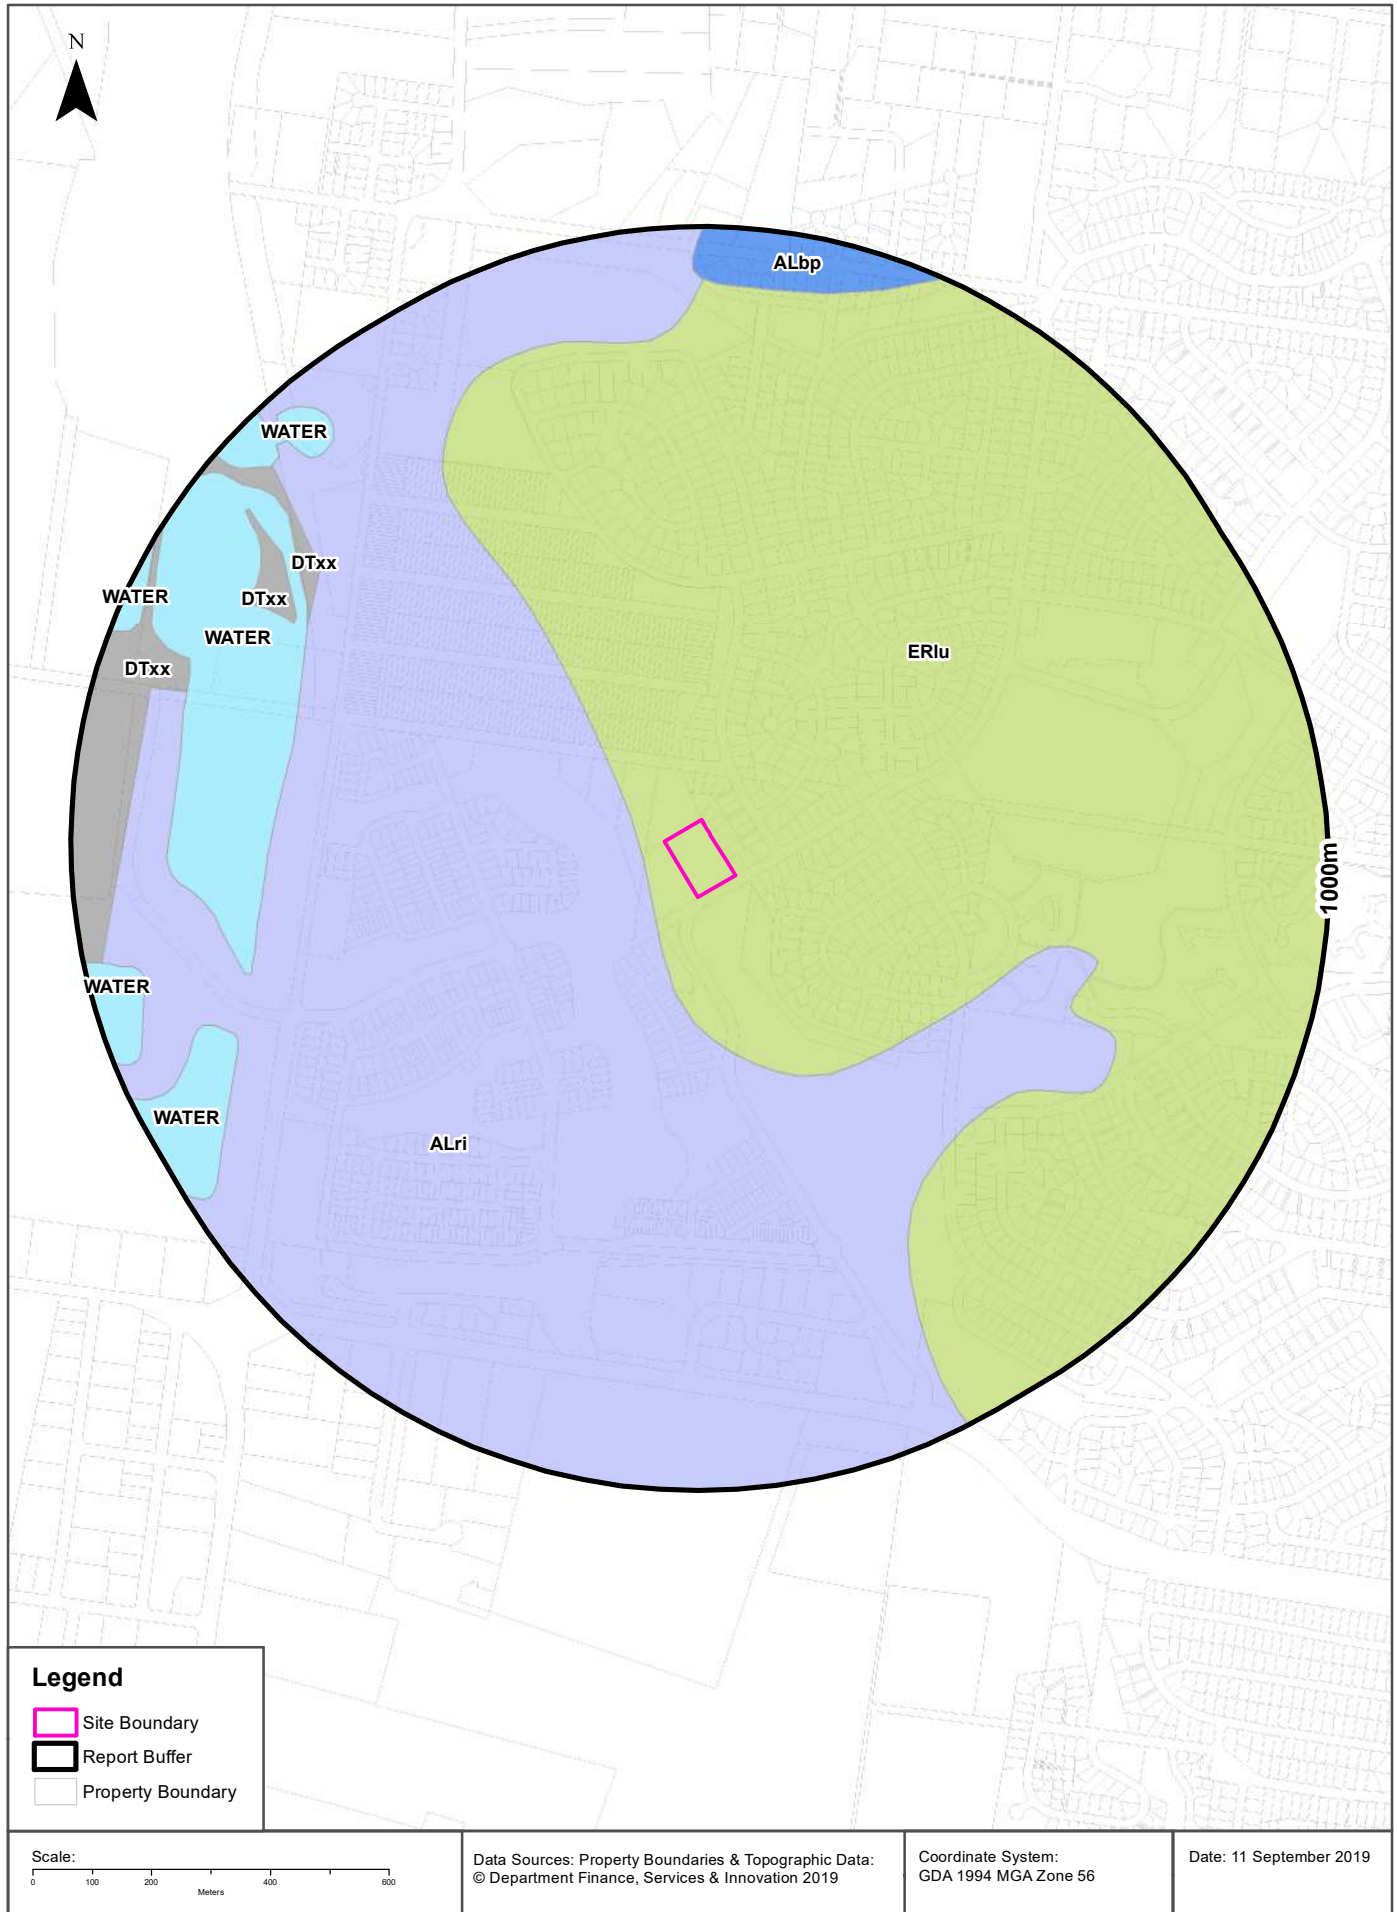 N
ALbp
WATER
DTxx
WATER
DTxx
WATER
ERlu
DTxx
1000m
WATER
WATER
ALri
Legend
Site Boundary
Report Buffer
Property Boundary
Scale:
0 100 200 400 600
Meters
Data Sources: Property Boundaries & Topographic Data:
© Department Finance, Services & Innovation 2019
Coordinate System:
GDA 1994 MGA Zone 56
Date: 11 September 2019